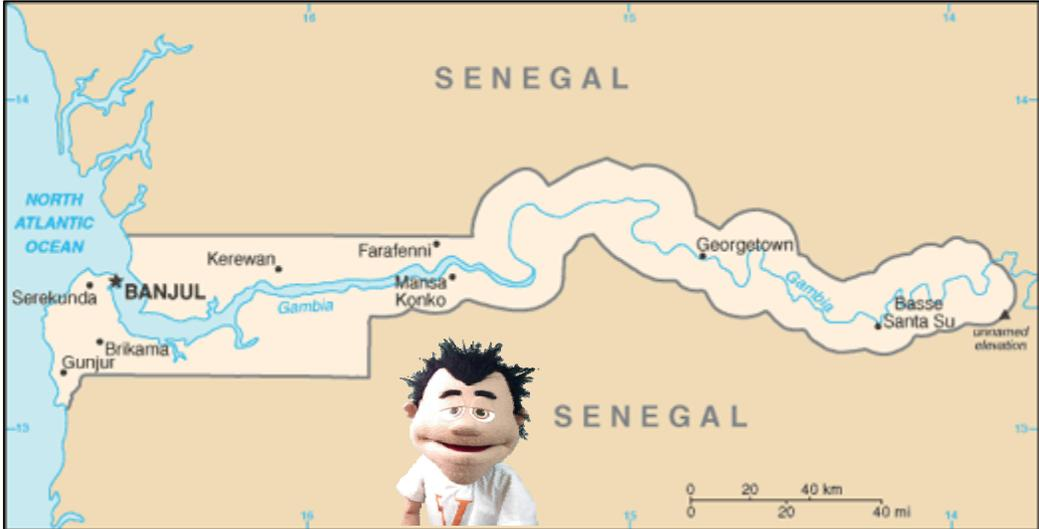 16
15
14
SENEGAL
14
14
NORTH
ATLANTIC
OCEAN
Georgetown
Farafenni
Kerewan
Mansa
Konko
Serekunda
BANJUL
Gambia
Gambia
Basse
Santa Su
unnamed
elevation
Brikama
Gunjur
SENEGAL
13
13
V
0 20 40 km
0 20 40 mi
16
15
14